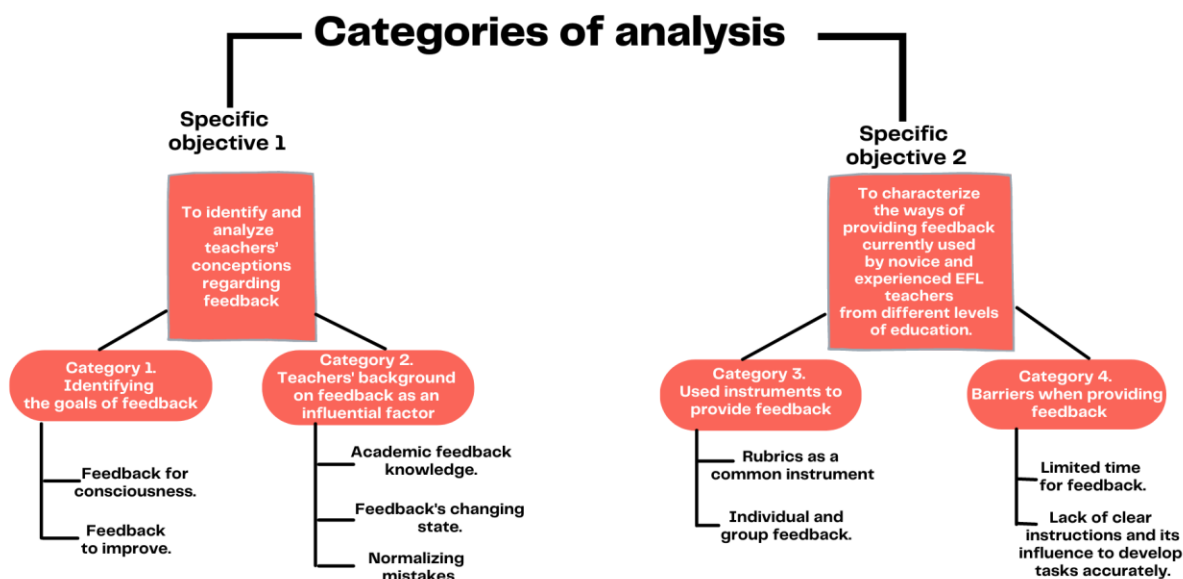 Categories of analysis
Specific
objective 1
To identify and
analyze
teachers'
conceptions
regarding
feedback
Category 1.
Identifying
the goals of feedback
Feedback for
consciousness.
Feedback
to improve.
Category 2.
Teachers' background
on feedback as an
influential factor
Academic feedback
knowledge.
Feedback's changing
state.
Normalizing
mistakes
Specific
objective 2
To characterize
the ways of
providing feedback
currently used
by novice and
experienced EFL
teachers
from different levels
of education.
Category 3.
Used instruments to
provide feedback
Rubrics as a
common instrument
Individual and
group feedback.
Category 4.
Barriers when providing
feedback
Limited time
for feedback.
Lack of clear
instructions and its
influence to develop
tasks accurately.